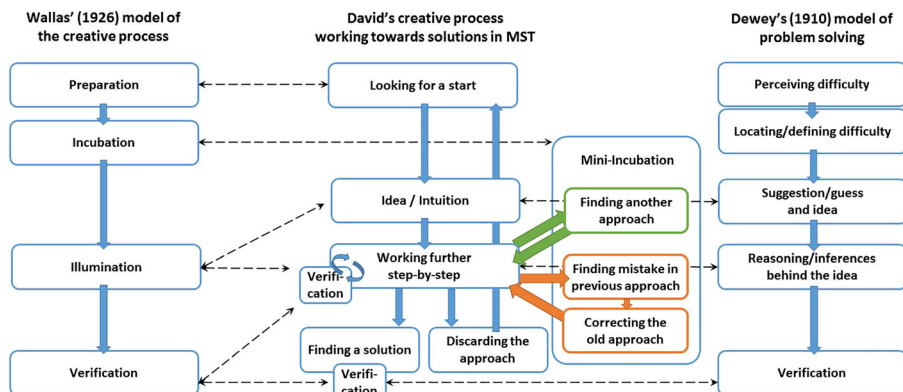 Wallas' (1926) model of
the creative process
Preparation
Incubation
Illumination
Verification
David's creative process
working towards solutions in MST
Looking for a start
Idea / Intuition
Working further
step-by-step
Verifi-
cation
Finding a solution
Discarding the
approach
Verifi-
cation
Mini-Incubation
Finding another
approach
Finding mistake in
previous approach
Correcting the
old approach
Dewey's (1910) model of
problem solving
Perceiving difficulty
Locating/defining difficulty
Suggestion/guess
and idea
Reasoning/inferences
behind the idea
Verification